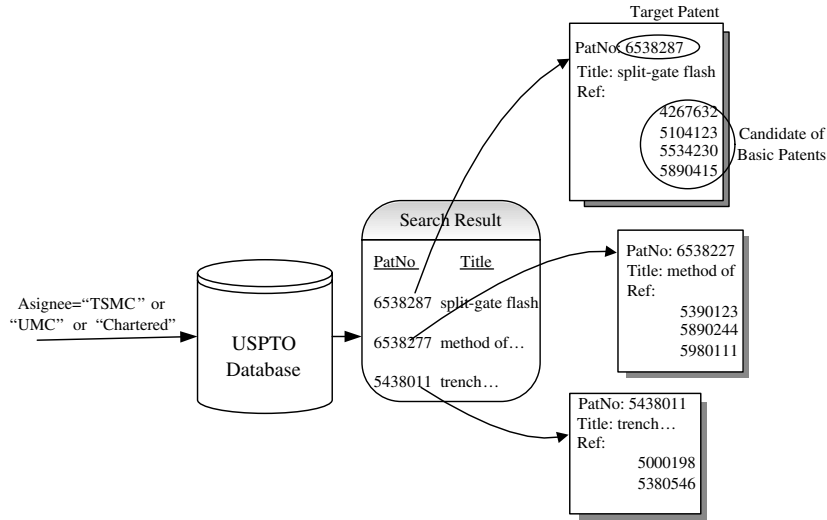 Target Patent
PatNo: 6538287
Title: split-gate flash
Ref:
4267632
5104123
5534230
5890415
Candidate of
Basic Patents
Search Result
PatNo Title
6538287 split-gate flash
6538277 method of…
5438011 trench…
Asignee=“TSMC” or
“UMC” or “Chartered”
USPTO
Database
PatNo: 6538227
Title: method of
Ref:
5390123
5890244
5980111
PatNo: 5438011
Title: trench…
Ref:
5000198
5380546